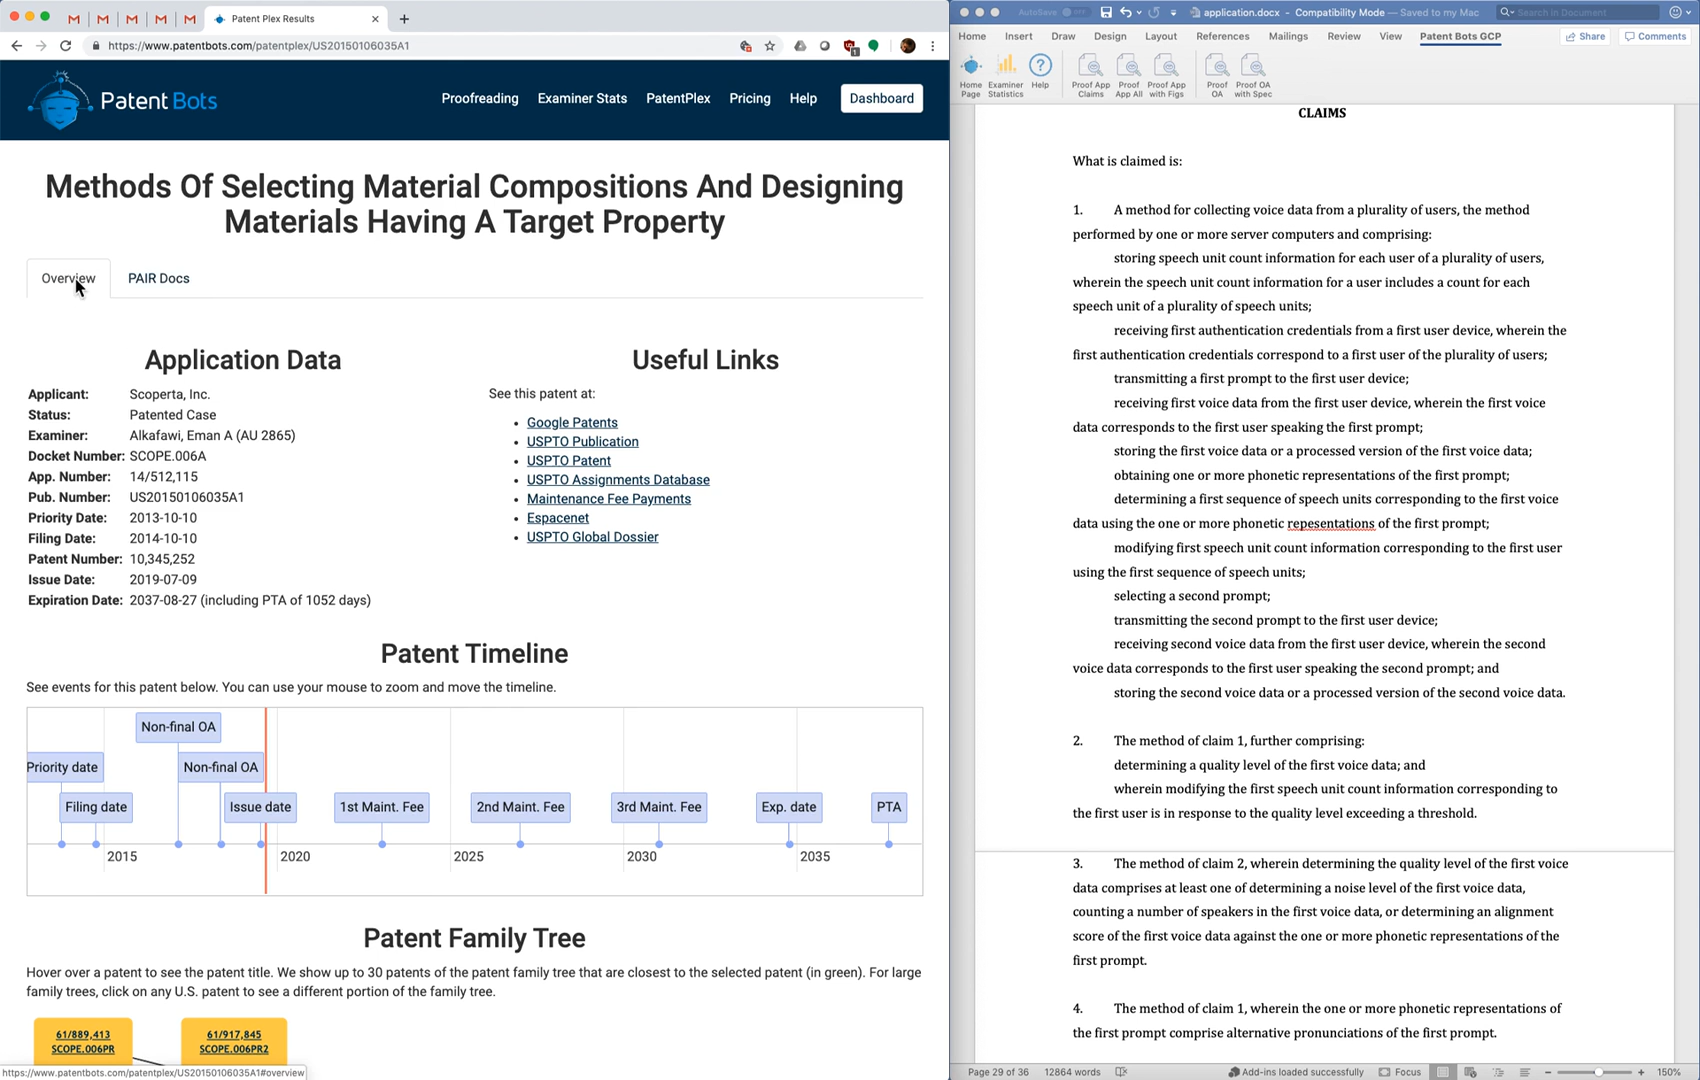 Patent Plex Results
https://www.patentbots.com/patentplex/US20150106035A1
Patent Bots
Proofreading
Examiner Stats
PatentPlex
Pricing
Help
Dashboard
Methods Of Selecting Material Compositions And Designing
Materials Having A Target Property
Overview
PAIR Docs
Application Data
Applicant: Scoperta, Inc.
Status: Patented Case
Examiner: Alkafawi, Eman A (AU 2865)
Docket Number: SCOPE.006A
App. Number: 14/512,115
Pub. Number: US20150106035A1
Priority Date: 2013-10-10
Filing Date: 2014-10-10
Patent Number: 10,345,252
Issue Date: 2019-07-09
Expiration Date: 2037-08-27 (including PTA of 1052 days)
Useful Links
See this patent at:
Google Patents
USPTO Publication
USPTO Patent
USPTO Assignments Database
Maintenance Fee Payments
Espacenet
USPTO Global Dossier
Patent Timeline
See events for this patent below. You can use your mouse to zoom and move the timeline.
Non-final OA
Priority date
Non-final OA
Filing date
Issue date
1st Maint. Fee
2nd Maint. Fee
3rd Maint. Fee
Exp. date
PTA
2015
2020
2025
2030
2035
Patent Family Tree
Hover over a patent to see the patent title. We show up to 30 patents of the patent family tree that are closest to the selected patent (in green). For large
family trees, click on any U.S. patent to see a different portion of the family tree.
61/889,413
SCOPE.006PR
61/917,845
SCOPE.006PR2
https://www.patentbots.com/patentplex/US20150106035A1#overview
AutoSave
application.docx - Compatibility Mode — Saved to my Mac
Search in Document
Home
Insert
Draw
Design
Layout
References
Mailings
Review
View
Patent Bots GCP
Share
Comments
Home
Page
Examiner
Statistics
Help
Proof App
Claims
Proof
App All
Proof App
with Figs
Proof
OA
Proof OA
with Spec
CLAIMS
What is claimed is:
1. A method for collecting voice data from a plurality of users, the method
performed by one or more server computers and comprising:
storing speech unit count information for each user of a plurality of users,
wherein the speech unit count information for a user includes a count for each
speech unit of a plurality of speech units;
receiving first authentication credentials from a first user device, wherein the
first authentication credentials correspond to a first user of the plurality of users;
transmitting a first prompt to the first user device;
receiving first voice data from the first user device, wherein the first voice
data corresponds to the first user speaking the first prompt;
storing the first voice data or a processed version of the first voice data;
obtaining one or more phonetic representations of the first prompt;
determining a first sequence of speech units corresponding to the first voice
data using the one or more phonetic repesentations of the first prompt;
modifying first speech unit count information corresponding to the first user
using the first sequence of speech units;
selecting a second prompt;
transmitting the second prompt to the first user device;
receiving second voice data from the first user device, wherein the second
voice data corresponds to the first user speaking the second prompt; and
storing the second voice data or a processed version of the second voice data.
2. The method of claim 1, further comprising:
determining a quality level of the first voice data; and
wherein modifying the first speech unit count information corresponding to
the first user is in response to the quality level exceeding a threshold.
3. The method of claim 2, wherein determining the quality level of the first voice
data comprises at least one of determining a noise level of the first voice data,
counting a number of speakers in the first voice data, or determining an alignment
score of the first voice data against the one or more phonetic representations of the
first prompt.
4. The method of claim 1, wherein the one or more phonetic representations of
the first prompt comprise alternative pronunciations of the first prompt.
Page 29 of 36
12864 words
Add-ins loaded successfully
Focus
150%